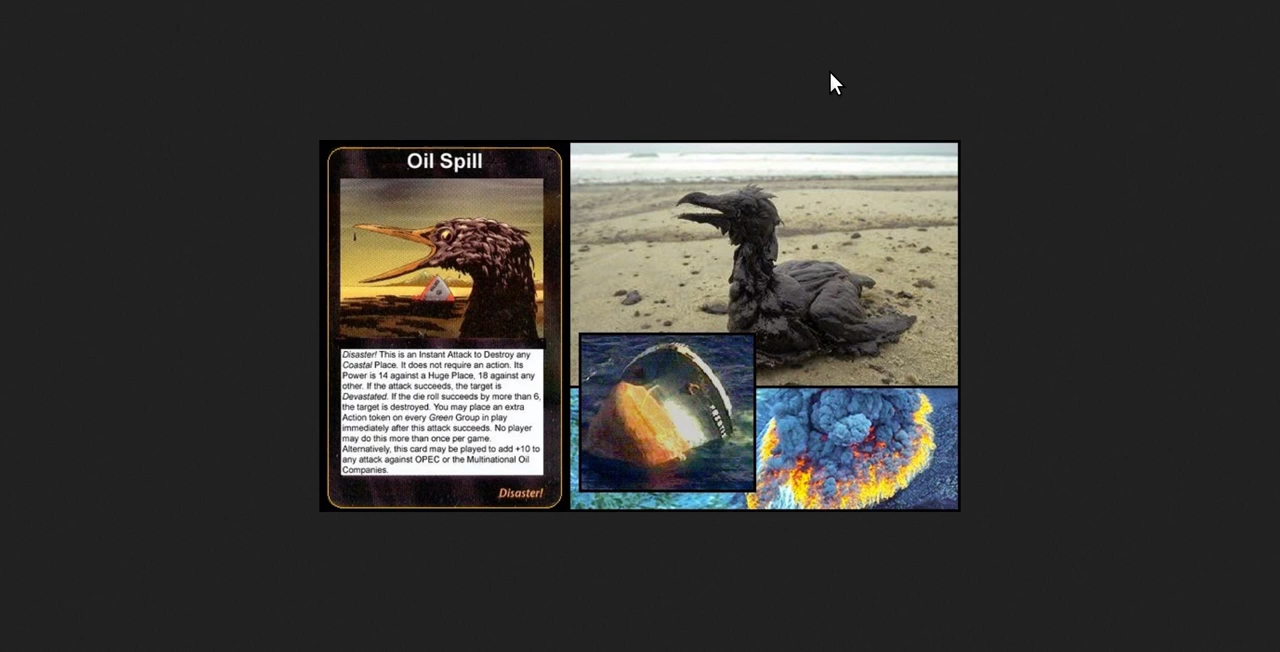 Oil Spill
Disaster! This is an Instant Attack to Destroy any
Coastal Place. It does not require an action. Its
Power is 14 against a Huge Place, 18 against any
other. If the attack succeeds, the target is
Devastated. If the die roll succeeds by more than 6,
the target is destroyed. You may place an extra
Action token on every Green Group in play
immediately after this attack succeeds. No player
may do this more than once per game.
Alternatively, this card may be played to add +10 to
any attack against OPEC or the Multinational Oil
Companies.
Disaster!